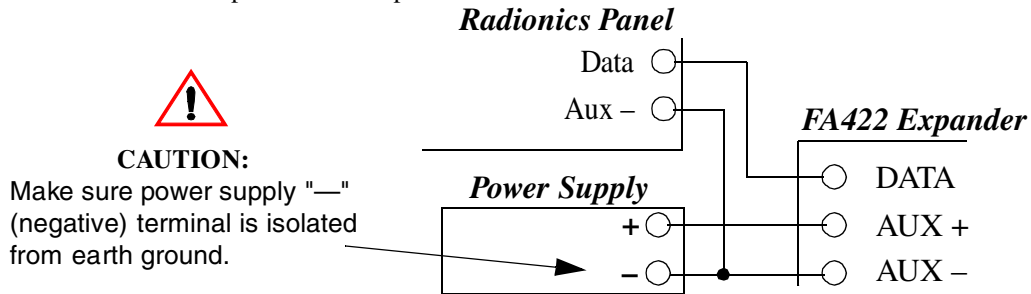 Radionics Panel
Data
Aux –
CAUTION:
Make sure power supply "—"
(negative) terminal is isolated
from earth ground.
Power Supply
+
–
FA422 Expander
DATA
AUX +
AUX –